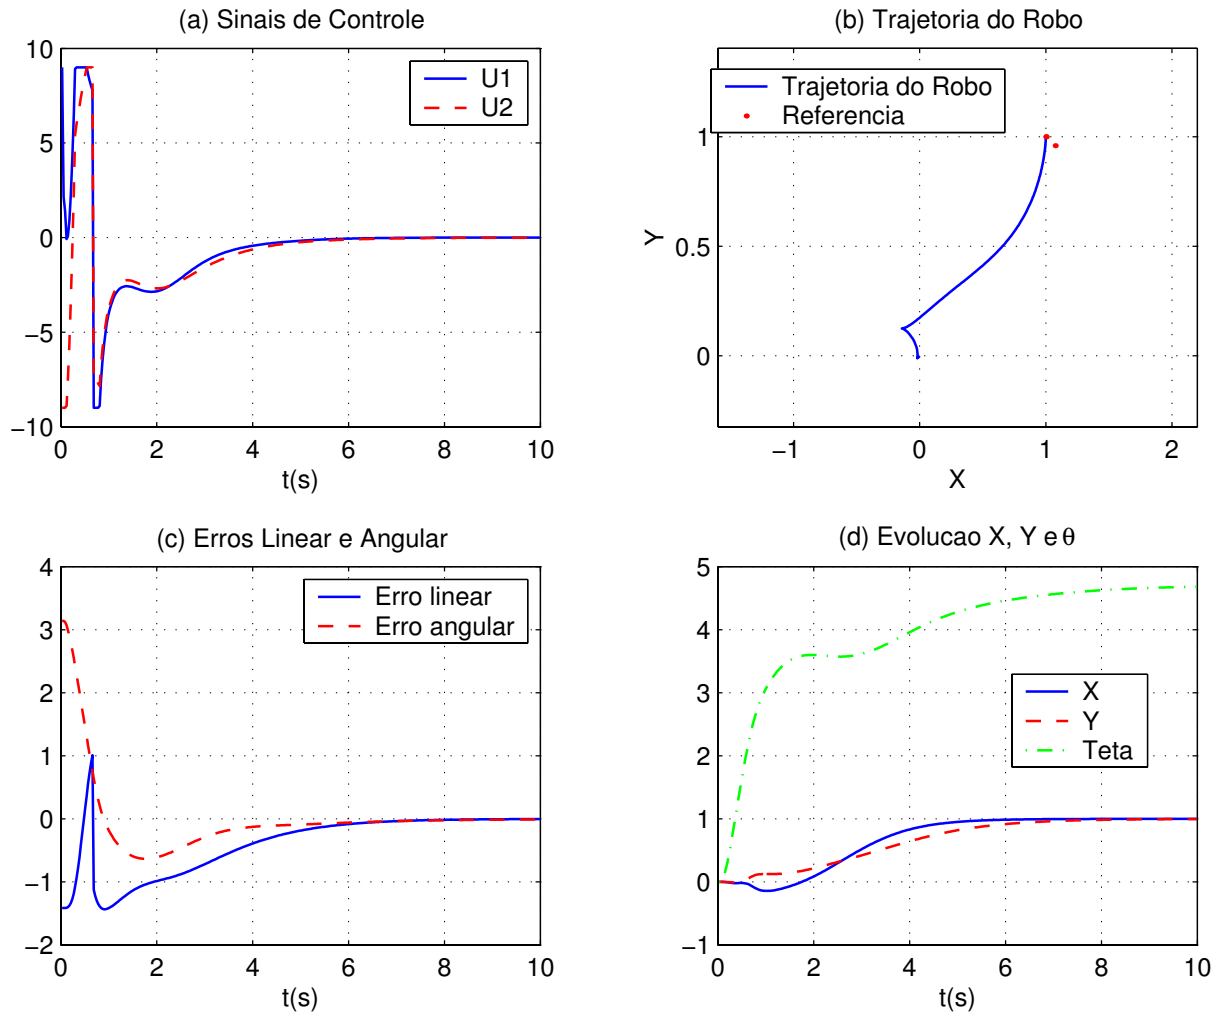 (a) Sinais de Controle
10
5
0
−5
−10
0 2 4 6 8 10
t(s)
U1
U2
(b) Trajetoria do Robo
Trajetoria do Robo
Referencia
1
0.5
0
Y
−1 0 1 2
X
(c) Erros Linear e Angular
4
3
2
1
0
−1
−2
0 2 4 6 8 10
t(s)
Erro linear
Erro angular
(d) Evolucao X, Y e θ
5
4
3
2
1
0
−1
0 2 4 6 8 10
t(s)
X
Y
Teta